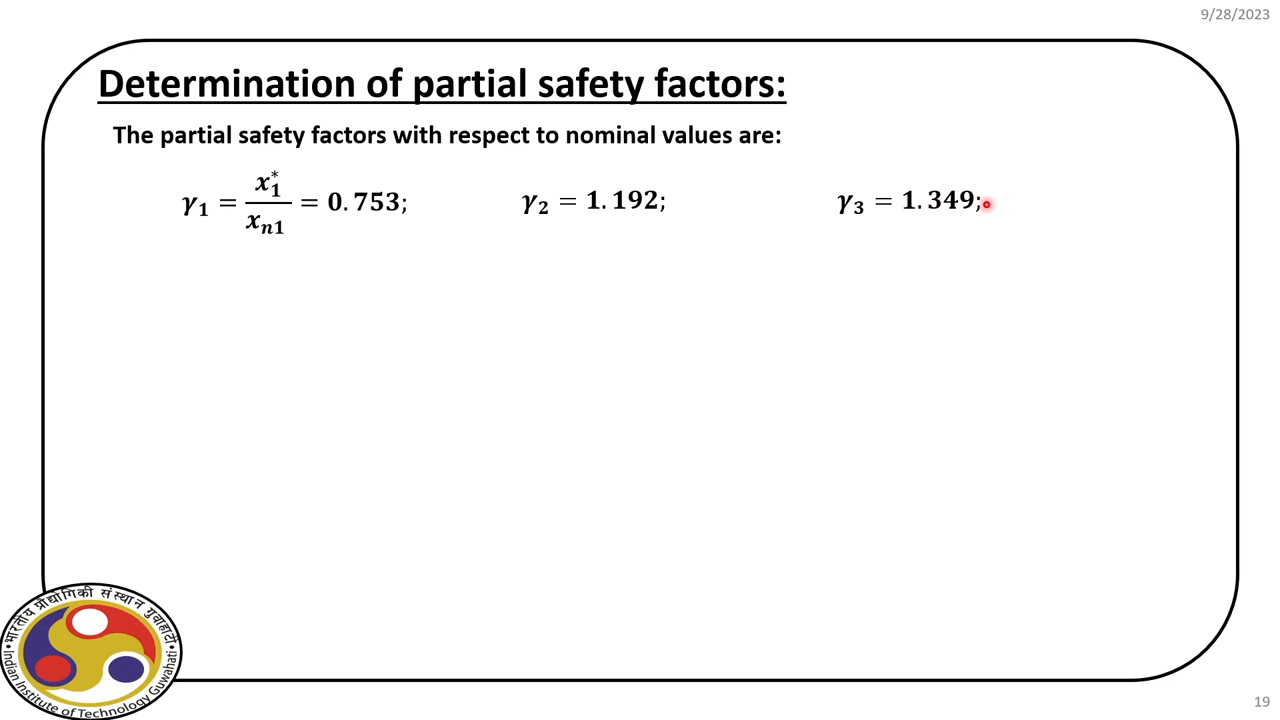 9/28/2023
Determination of partial safety factors:
The partial safety factors with respect to nominal values are:
γ₁ = x₁*/xₙ₁ = 0.753; γ₂ = 1.192; γ₃ = 1.349;
भारतीय प्रौद्योगिकी संस्थान गुवाहाटी
Indian Institute of Technology Guwahati
19